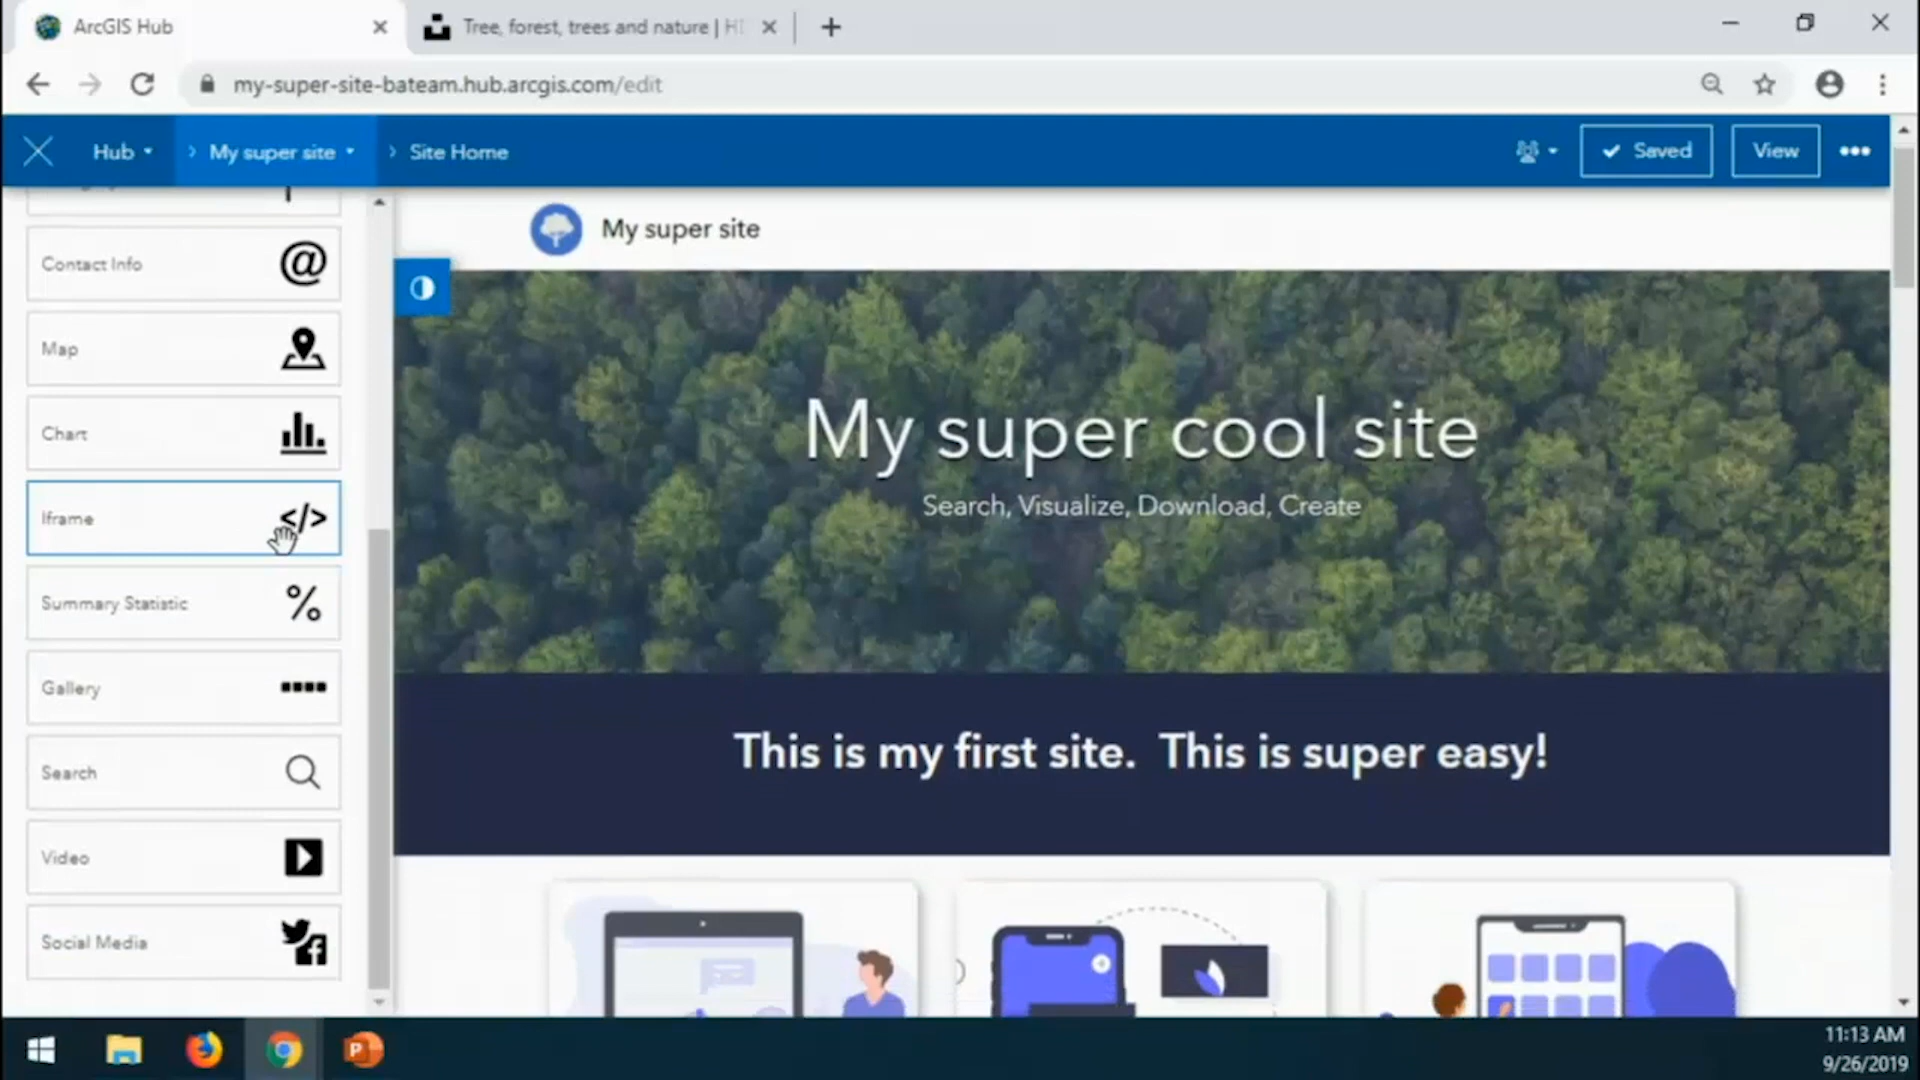 ArcGIS Hub
Tree, forest, trees and nature | HI
my-super-site-bateam.hub.arcgis.com/edit
Hub
My super site
Site Home
Saved
View
Contact Info
Map
Chart
Iframe
Summary Statistic
Gallery
Search
Video
Social Media
My super site
My super cool site
Search, Visualize, Download, Create
This is my first site. This is super easy!
11:13 AM
9/26/2019